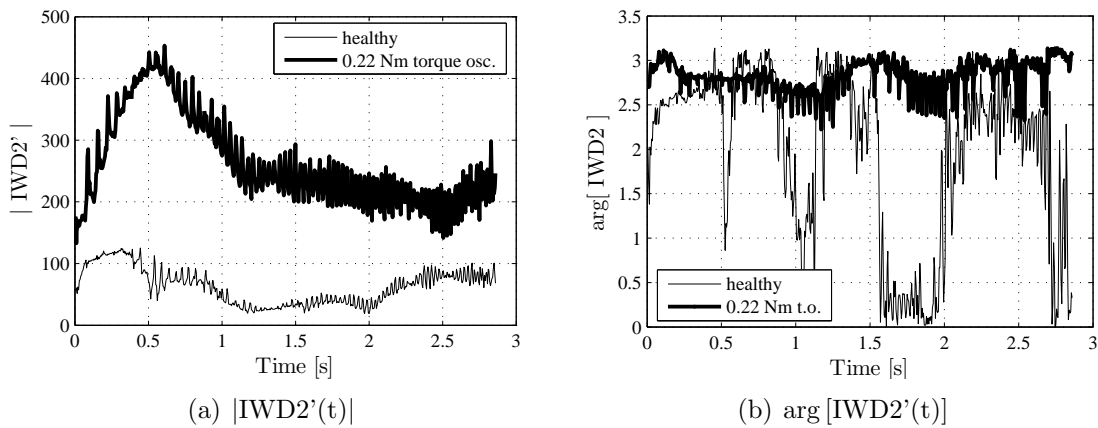 500
400
300
200
100
0
0
0.5
1
1.5
2
2.5
3
| IWD2' |
Time [s]
healthy
0.22 Nm torque osc.
(a) |IWD2'(t)|
3.5
3
2.5
2
1.5
1
0.5
0
0
0.5
1
1.5
2
2.5
3
arg[ IWD2 ]
Time [s]
healthy
0.22 Nm t.o.
(b) arg [IWD2'(t)]